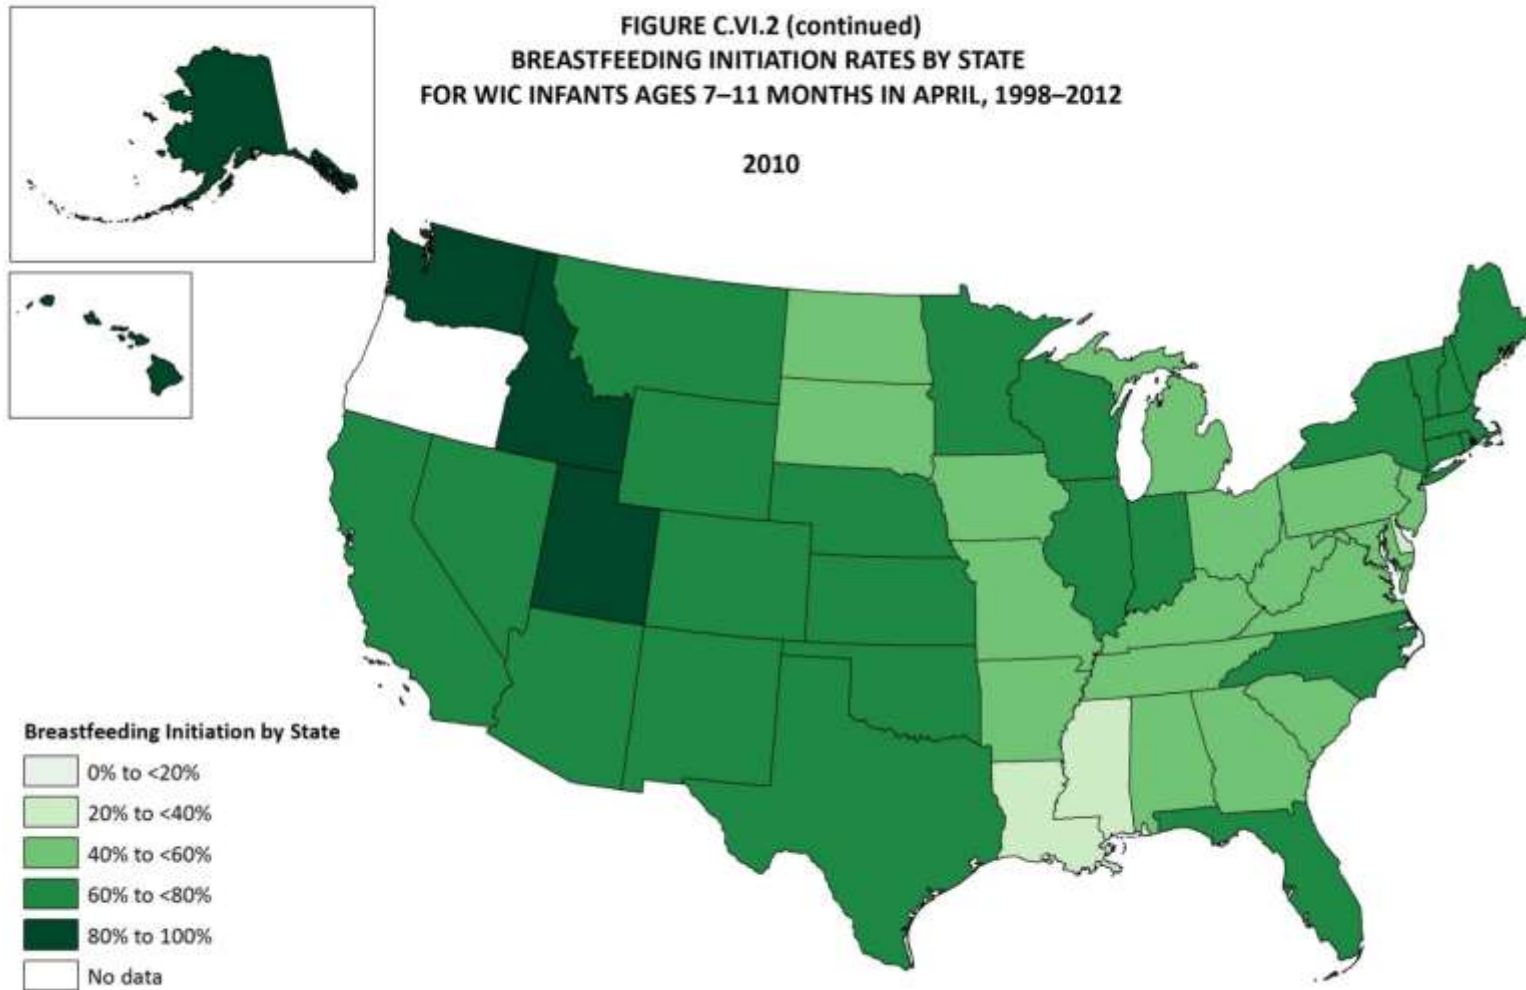 FIGURE C.VI.2 (continued)
BREASTFEEDING INITIATION RATES BY STATE
FOR WIC INFANTS AGES 7–11 MONTHS IN APRIL, 1998–2012
2010
Breastfeeding Initiation by State
0% to <20%
20% to <40%
40% to <60%
60% to <80%
80% to 100%
No data